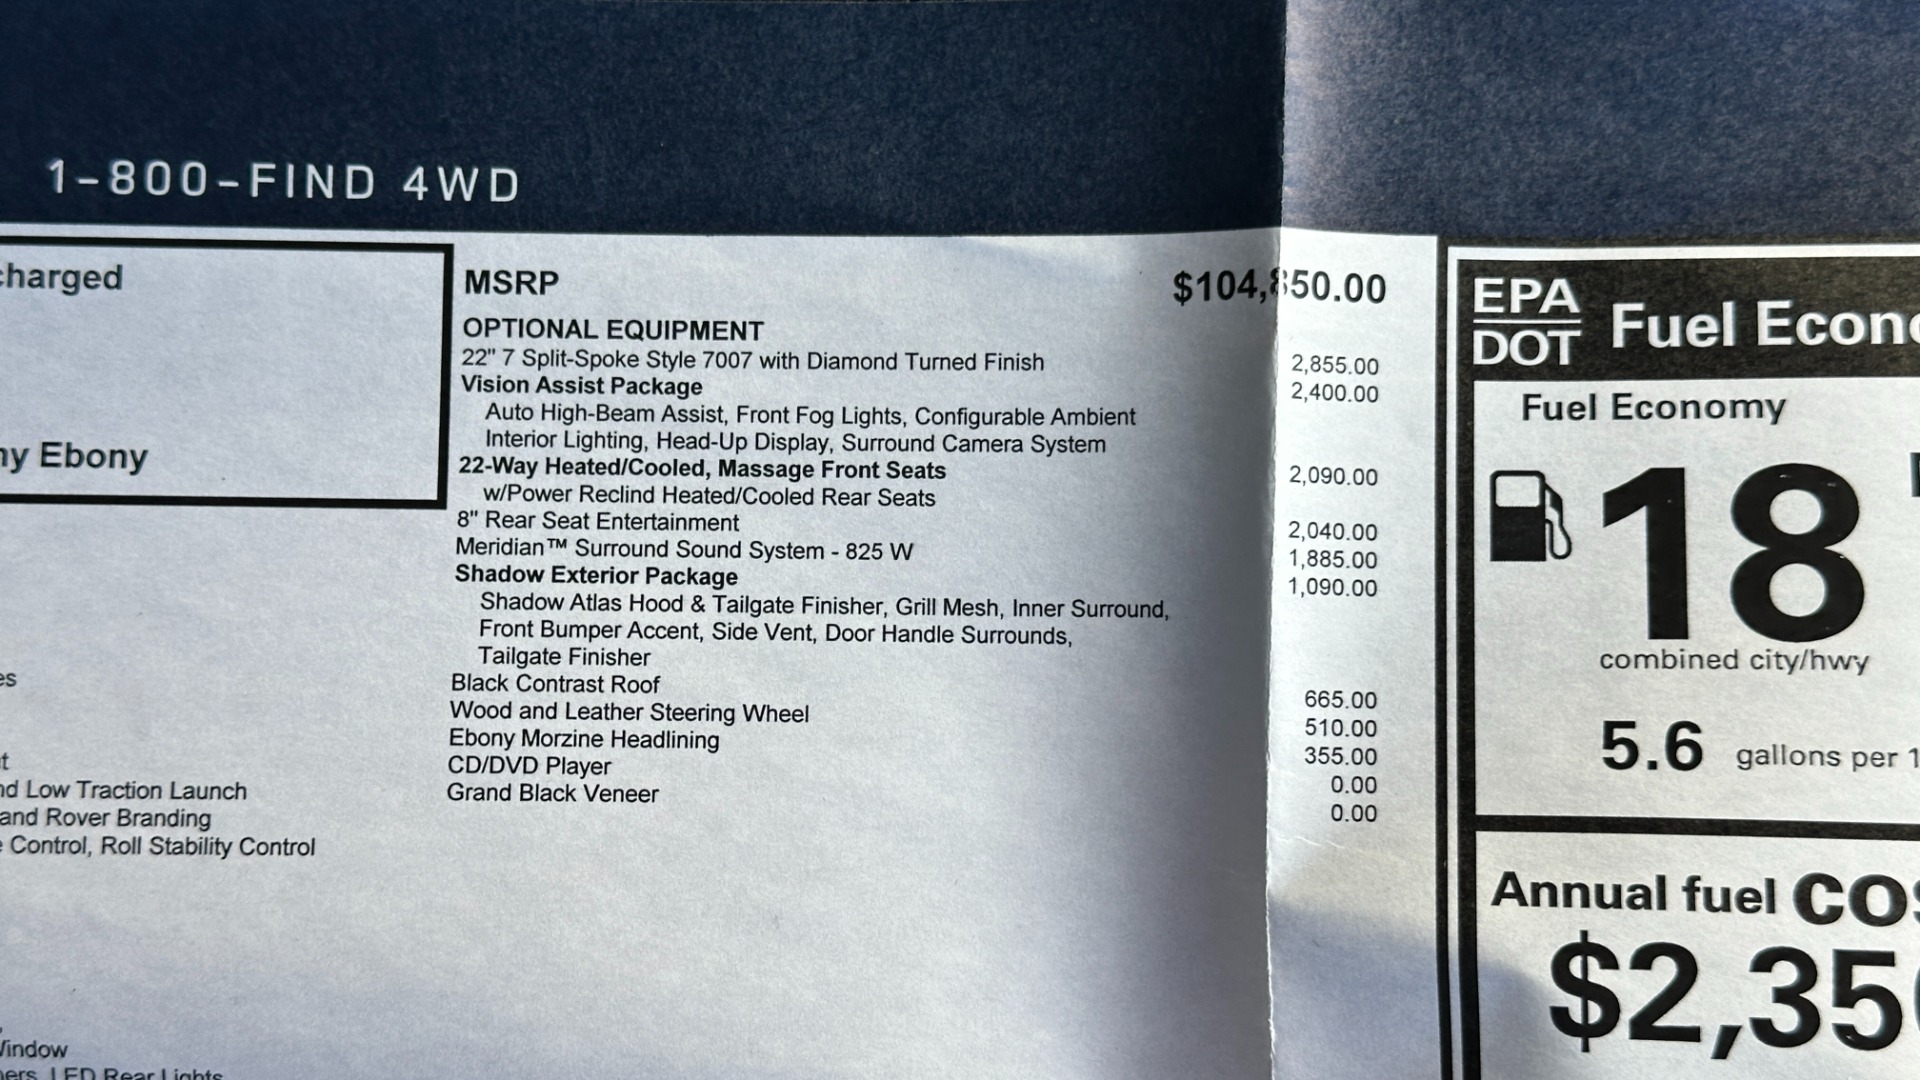 1-800-FIND 4WD
charged
ny Ebony
es
t
nd Low Traction Launch
and Rover Branding
e Control, Roll Stability Control
Window
ners, LED Rear Lights
MSRP $104,850.00
OPTIONAL EQUIPMENT
22" 7 Split-Spoke Style 7007 with Diamond Turned Finish 2,855.00
Vision Assist Package 2,400.00
Auto High-Beam Assist, Front Fog Lights, Configurable Ambient
Interior Lighting, Head-Up Display, Surround Camera System
22-Way Heated/Cooled, Massage Front Seats 2,090.00
w/Power Reclind Heated/Cooled Rear Seats
8" Rear Seat Entertainment 2,040.00
Meridian™ Surround Sound System - 825 W 1,885.00
Shadow Exterior Package 1,090.00
Shadow Atlas Hood & Tailgate Finisher, Grill Mesh, Inner Surround,
Front Bumper Accent, Side Vent, Door Handle Surrounds,
Tailgate Finisher
Black Contrast Roof 665.00
Wood and Leather Steering Wheel 510.00
Ebony Morzine Headlining 355.00
CD/DVD Player 0.00
Grand Black Veneer 0.00
EPA
DOT
Fuel Econo
Fuel Economy
18
combined city/hwy
5.6 gallons per 1
Annual fuel COS
$2,350